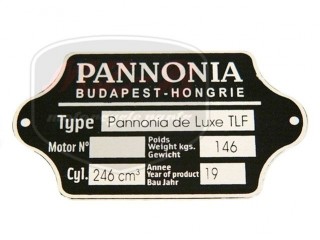 PANNONIA
BUDAPEST-HONGRIE
Type Pannonia de Luxe TLF
Motor Nº
Poids
Weight kgs. 146
Gewicht
Cyl. 246 cm³
Annee
Year of product 19
Bau Jahr